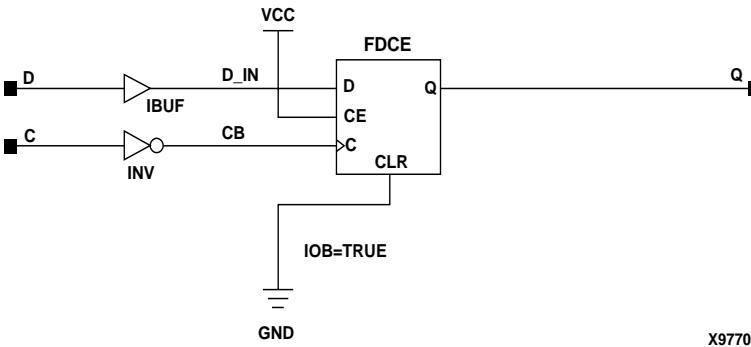 VCC
FDCE
D
D_IN
IBUF
D
Q
Q
CE
C
CB
INV
C
CLR
IOB=TRUE
GND
X9770